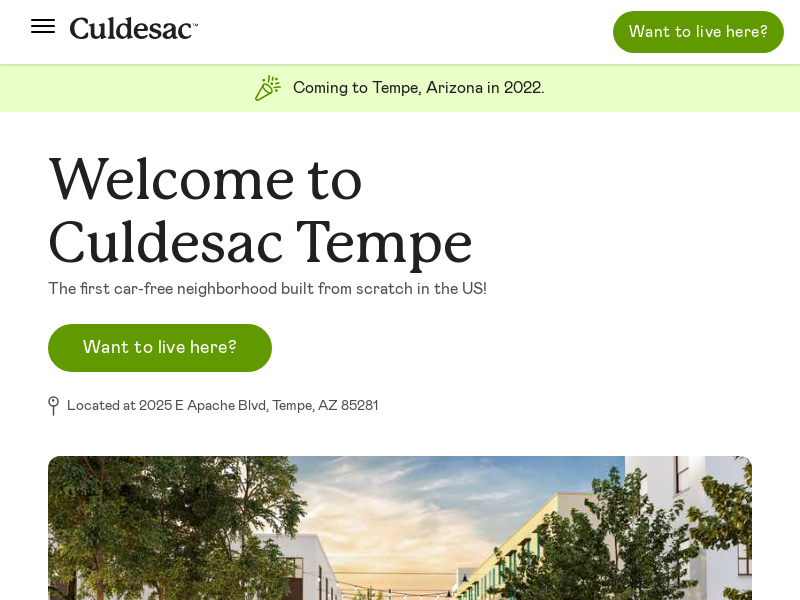 Culdesac™
Want to live here?
Coming to Tempe, Arizona in 2022.
Welcome to
Culdesac Tempe
The first car-free neighborhood built from scratch in the US!
Want to live here?
Located at 2025 E Apache Blvd, Tempe, AZ 85281